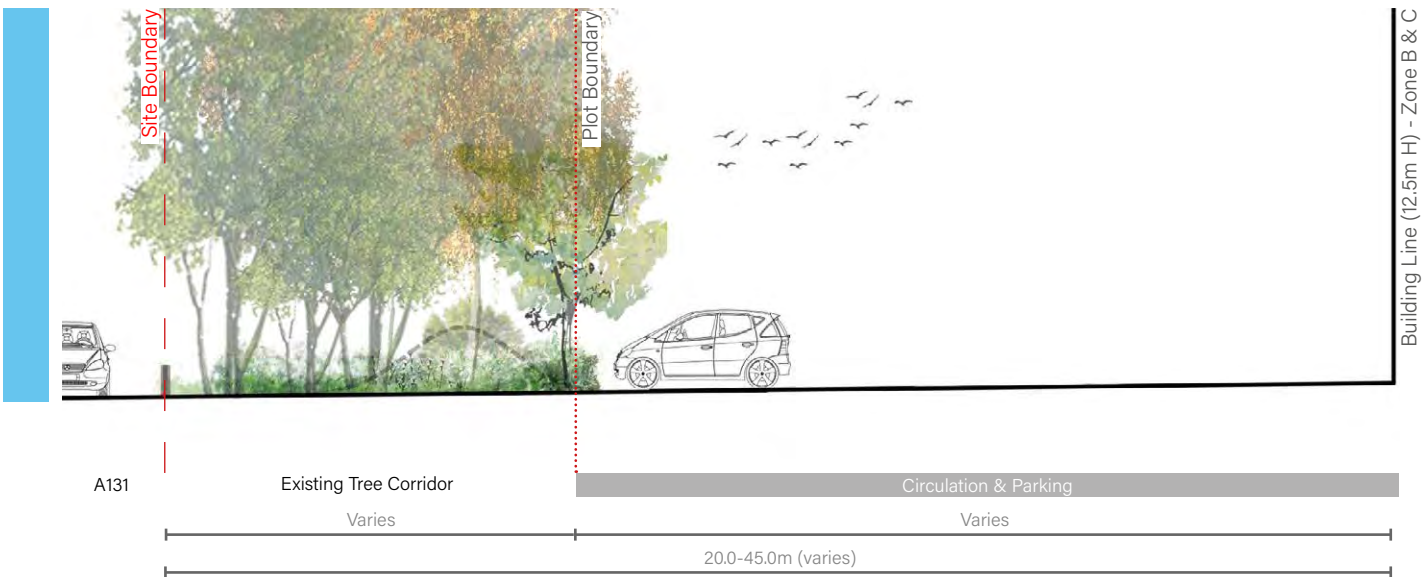 Site Boundary
Plot Boundary
Building Line (12.5m H) - Zone B & C
A131
Existing Tree Corridor
Circulation & Parking
Varies
Varies
20.0-45.0m (varies)